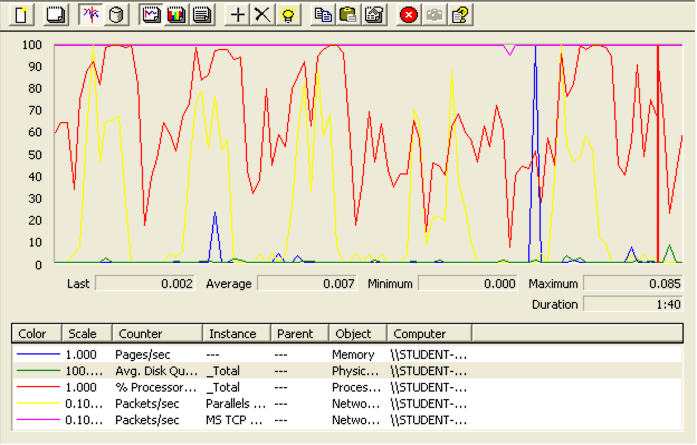 100
90
80
70
60
50
40
30
20
10
0
Last 0.002 Average 0.007 Minimum 0.000 Maximum 0.085
Duration 1:40
Color Scale Counter Instance Parent Object Computer
1.000 Pages/sec --- --- Memory \\STUDENT-...
100.... Avg. Disk Qu... _Total --- Physic... \\STUDENT-...
1.000 % Processor... _Total --- Proces... \\STUDENT-...
0.10... Packets/sec Parallels ... --- Netwo... \\STUDENT-...
0.10... Packets/sec MS TCP ... --- Netwo... \\STUDENT-...